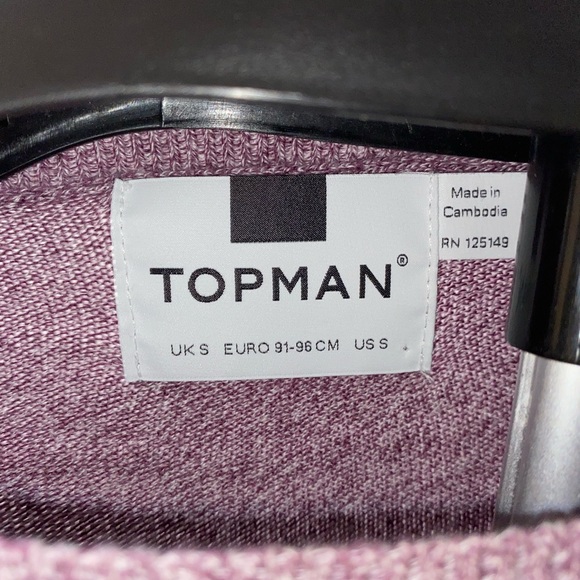 TOPMAN®
UK S EURO 91-96 CM US S
Made in
Cambodia
RN 125149